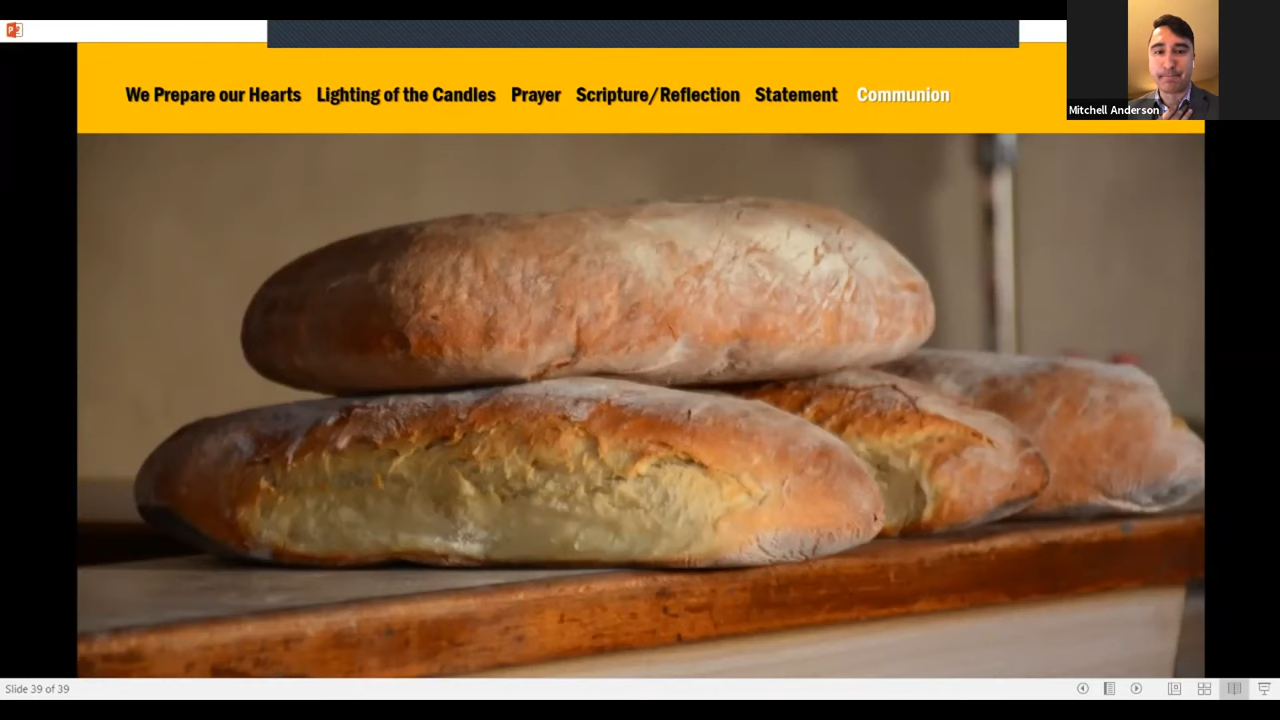 We Prepare our Hearts Lighting of the Candles Prayer Scripture/Reflection Statement Communion
Mitchell Anderson
Slide 39 of 39